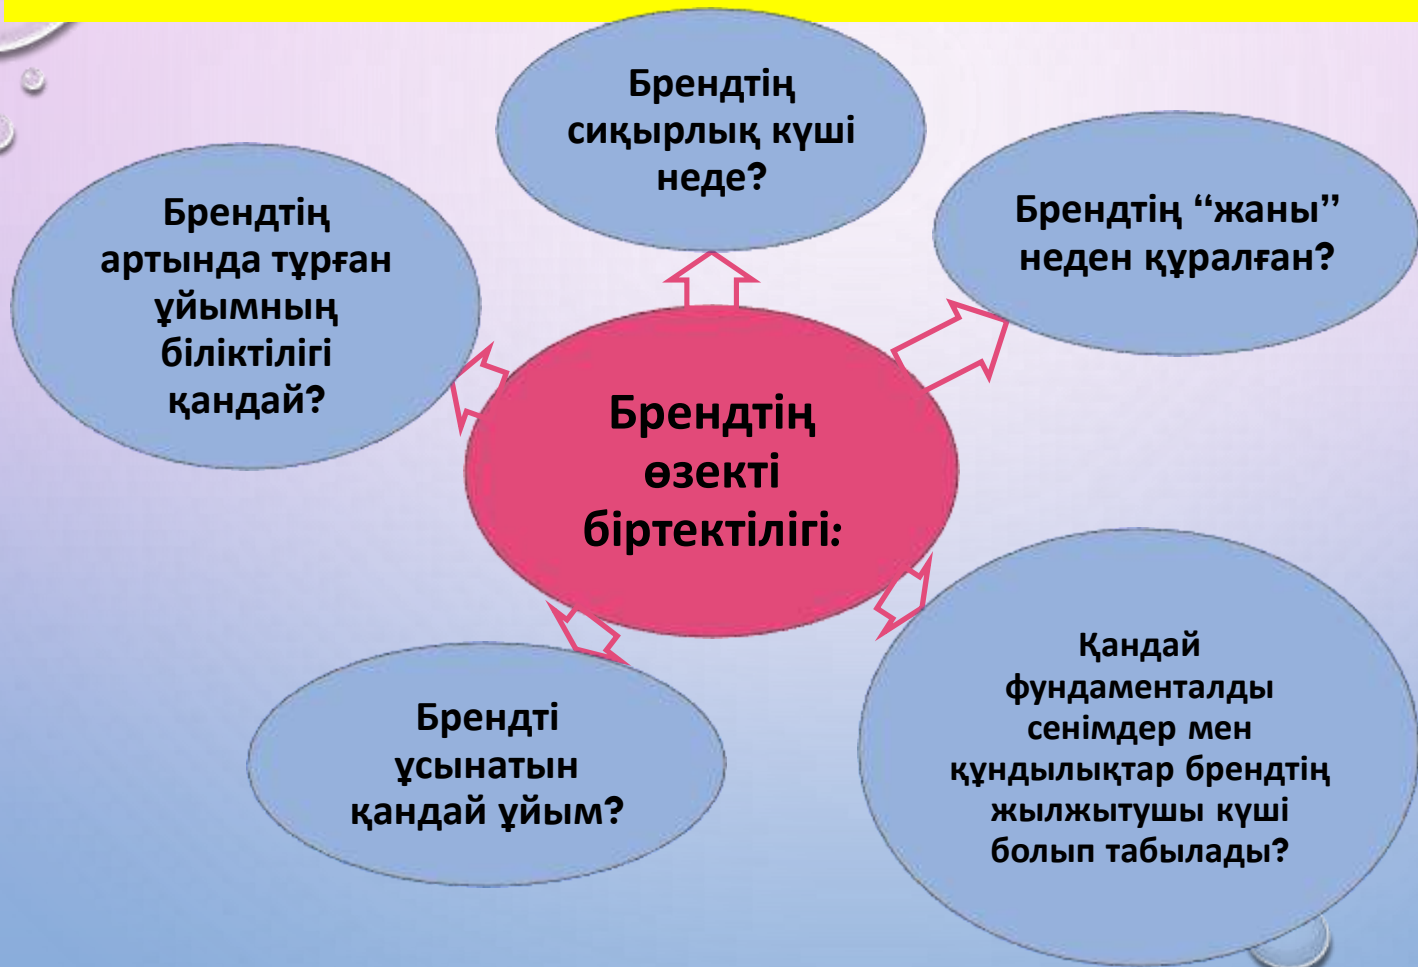 Брендтің
сиқырлық күші
неде?
Брендтің “жаны”
неден құралған?
Брендтің
артында тұрған
ұйымның
біліктілігі
қандай?
Брендтің
өзекті
біртектілігі:
Қандай
фундаменталды
сенімдер мен
құндылықтар брендтің
жылжытушы күші
болып табылады?
Брендті
ұсынатын
қандай ұйым?